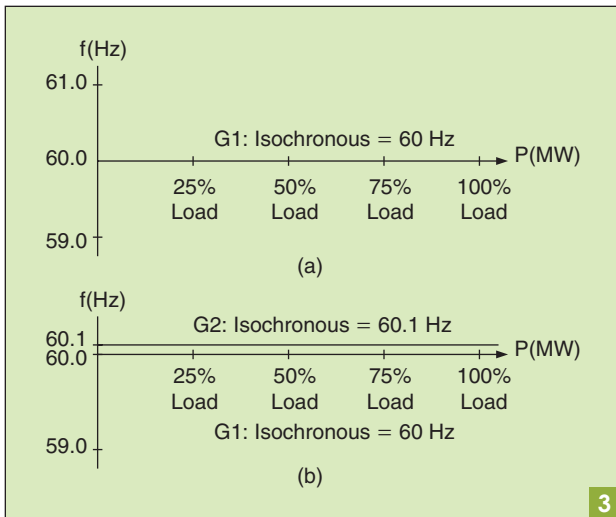 f(Hz)
61.0
G1: Isochronous = 60 Hz
60.0
P(MW)
25% 50% 75% 100%
Load Load Load Load
59.0
(a)
f(Hz)
G2: Isochronous = 60.1 Hz
60.1
60.0
P(MW)
25% 50% 75% 100%
Load Load Load Load
G1: Isochronous = 60 Hz
59.0
(b)
3